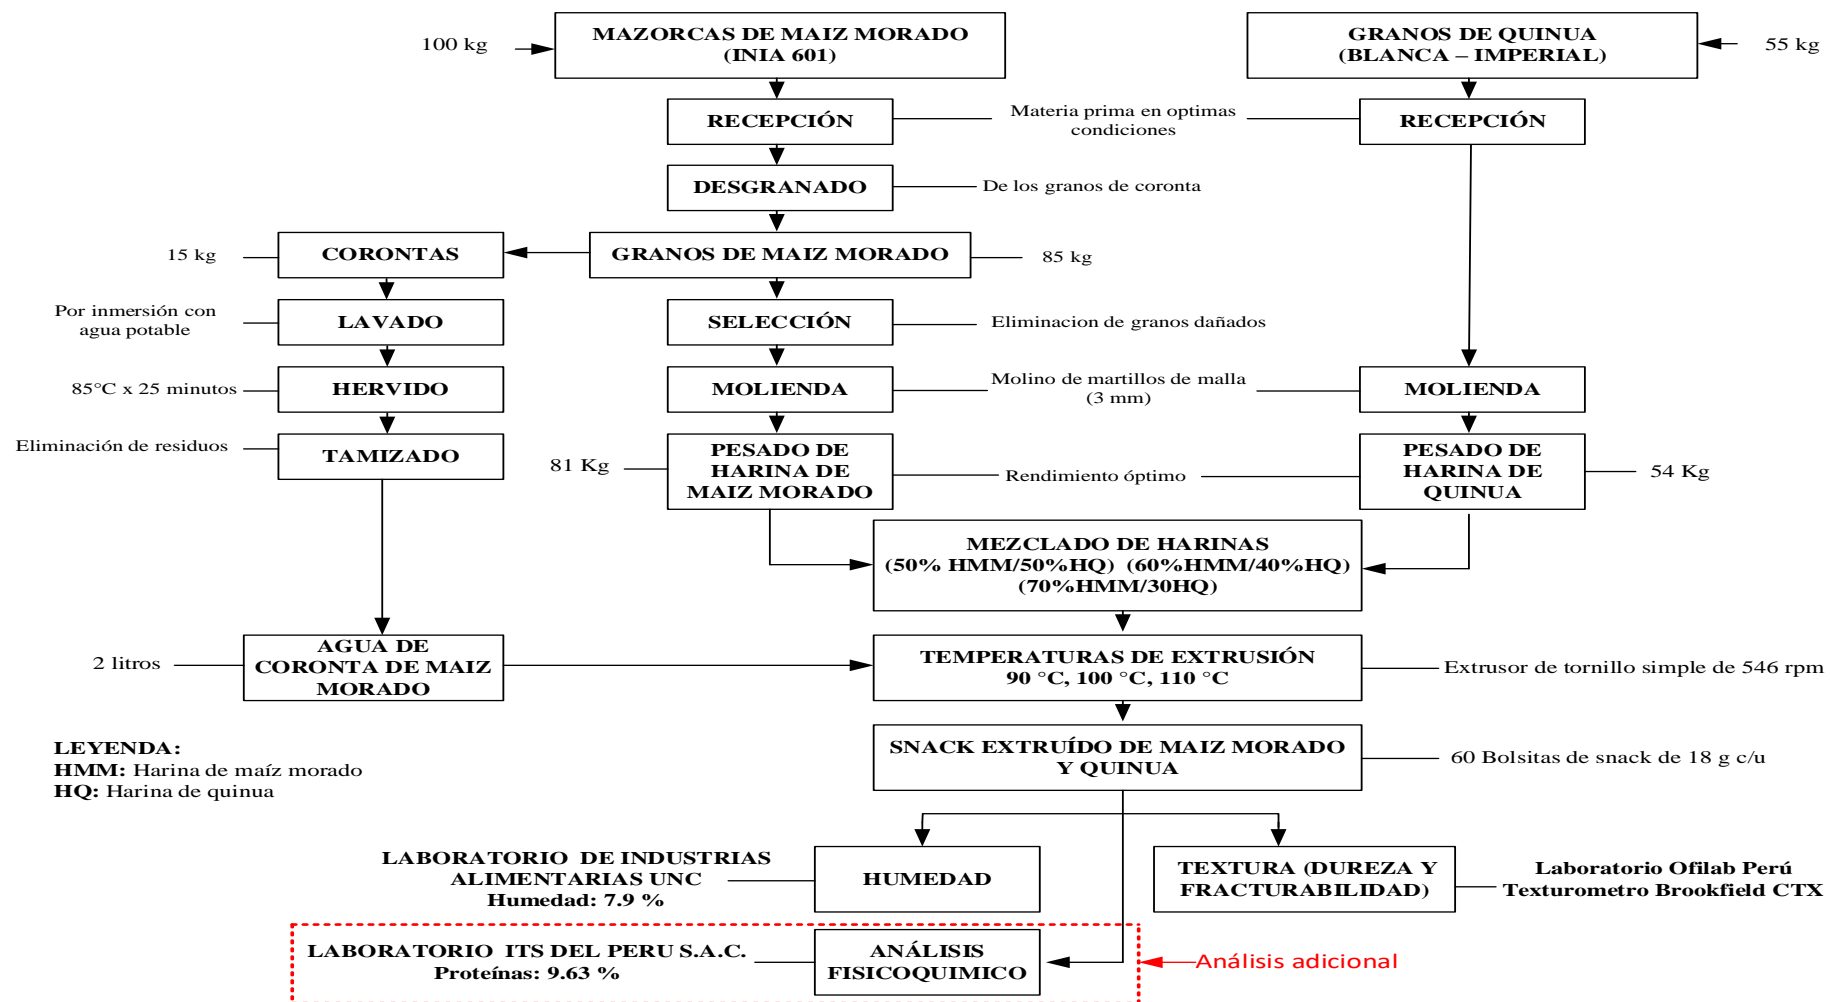 100 kg
MAZORCAS DE MAIZ MORADO
(INIA 601)
GRANOS DE QUINUA
(BLANCA – IMPERIAL)
55 kg
RECEPCIÓN
Materia prima en optimas
condiciones
RECEPCIÓN
DESGRANADO
De los granos de coronta
15 kg
CORONTAS
GRANOS DE MAIZ MORADO
85 kg
Por inmersión con
agua potable
LAVADO
SELECCIÓN
Eliminacion de granos dañados
85°C x 25 minutos
HERVIDO
MOLIENDA
Molino de martillos de malla
(3 mm)
MOLIENDA
Eliminación de residuos
TAMIZADO
81 Kg
PESADO DE
HARINA DE
MAIZ MORADO
Rendimiento óptimo
PESADO DE
HARINA DE
QUINUA
54 Kg
MEZCLADO DE HARINAS
(50% HMM/50%HQ) (60%HMM/40%HQ)
(70%HMM/30HQ)
2 litros
AGUA DE
CORONTA DE MAIZ
MORADO
TEMPERATURAS DE EXTRUSIÓN
90 °C, 100 °C, 110 °C
Extrusor de tornillo simple de 546 rpm
SNACK EXTRUÍDO DE MAIZ MORADO
Y QUINUA
60 Bolsitas de snack de 18 g c/u
LEYENDA:
HMM: Harina de maíz morado
HQ: Harina de quinua
LABORATORIO DE INDUSTRIAS
ALIMENTARIAS UNC
Humedad: 7.9 %
HUMEDAD
TEXTURA (DUREZA Y
FRACTURABILIDAD)
Laboratorio Ofilab Perú
Texturometro Brookfield CTX
LABORATORIO ITS DEL PERU S.A.C.
Proteínas: 9.63 %
ANÁLISIS
FISICOQUIMICO
Análisis adicional